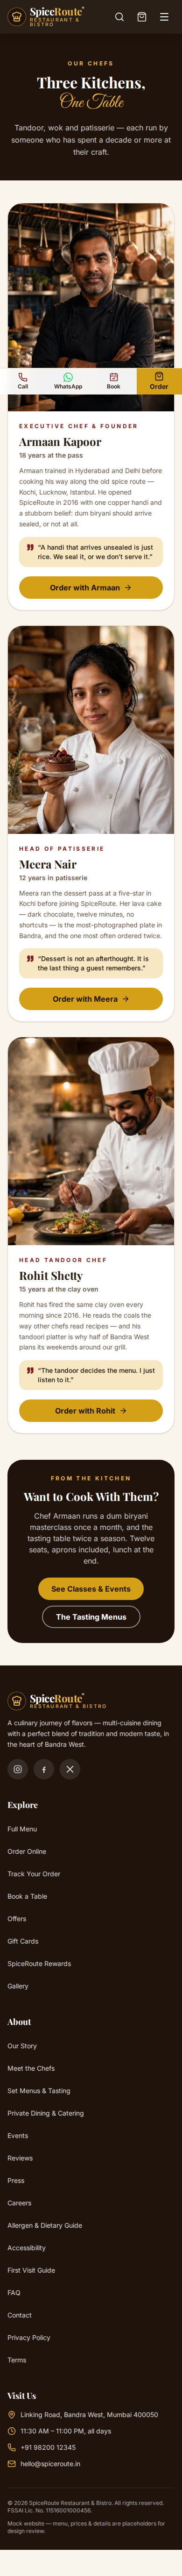 SpiceRoute
RESTAURANT & BISTRO
OUR CHEFS
Three Kitchens,
One Table
Tandoor, wok and patisserie — each run by
someone who has spent a decade or more at
their craft.
Call
WhatsApp
Book
Order
EXECUTIVE CHEF & FOUNDER
Armaan Kapoor
18 years at the pass
Armaan trained in Hyderabad and Delhi before
cooking his way along the old spice route —
Kochi, Lucknow, Istanbul. He opened
SpiceRoute in 2016 with one copper handi and
a stubborn belief: dum biryani should arrive
sealed, or not at all.
“A handi that arrives unsealed is just
rice. We seal it, or we don’t serve it.”
Order with Armaan →
HEAD OF PATISSERIE
Meera Nair
12 years in patisserie
Meera ran the dessert pass at a five-star in
Kochi before joining SpiceRoute. Her lava cake
— dark chocolate, twelve minutes, no
shortcuts — is the most-photographed plate in
Bandra, and the one most often ordered twice.
“Dessert is not an afterthought. It is
the last thing a guest remembers.”
Order with Meera →
HEAD TANDOOR CHEF
Rohit Shetty
15 years at the clay oven
Rohit has fired the same clay oven every
morning since 2016. He reads the coals the
way other chefs read recipes — and his
tandoori platter is why half of Bandra West
plans its weekends around our grill.
“The tandoor decides the menu. I just
listen to it.”
Order with Rohit →
FROM THE KITCHEN
Want to Cook With Them?
Chef Armaan runs a dum biryani
masterclass once a month, and the
tasting table twice a season. Twelve
seats, aprons included, lunch at the
end.
See Classes & Events
The Tasting Menus
SpiceRoute
RESTAURANT & BISTRO
A culinary journey of flavors — multi-cuisine dining
with a perfect blend of tradition and modern taste, in
the heart of Bandra West.
Explore
Full Menu
Order Online
Track Your Order
Book a Table
Offers
Gift Cards
SpiceRoute Rewards
Gallery
About
Our Story
Meet the Chefs
Set Menus & Tasting
Private Dining & Catering
Events
Reviews
Press
Careers
Allergen & Dietary Guide
Accessibility
First Visit Guide
FAQ
Contact
Privacy Policy
Terms
Visit Us
Linking Road, Bandra West, Mumbai 400050
11:30 AM – 11:00 PM, all days
+91 98200 12345
hello@spiceroute.in
© 2026 SpiceRoute Restaurant & Bistro. All rights reserved.
FSSAI Lic. No. 11516001000456.
Mock website — menu, prices & details are placeholders for
design review.